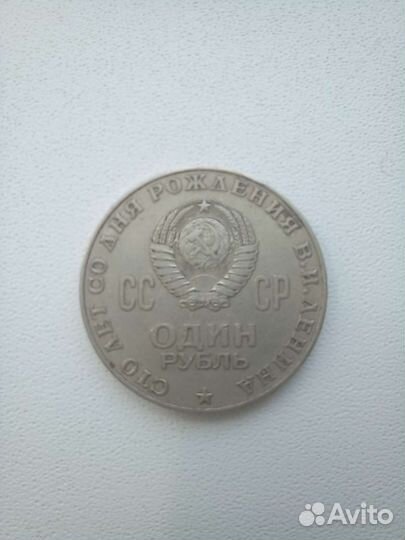 СТО ЛЕТ СО ДНЯ РОЖДЕНИЯ В.И.ЛЕНИНА
СС СР
ОДИН
РУБЛЬ
Avito